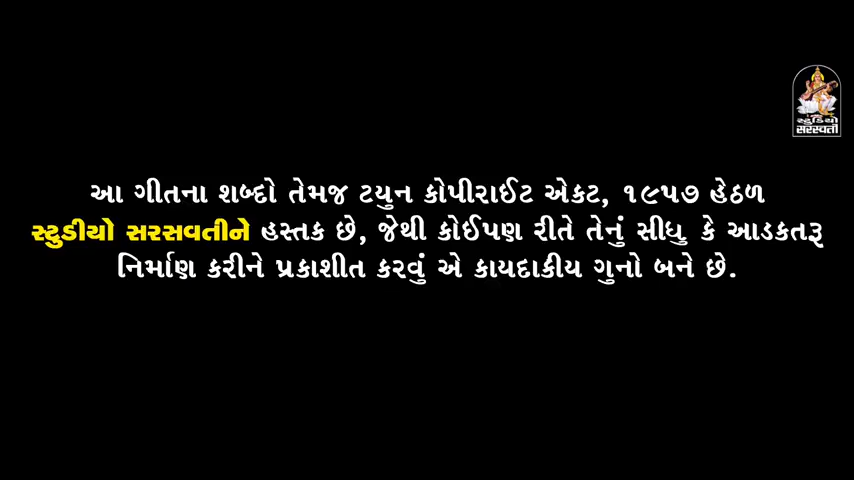 સ્ટુડિયો
સરસ્વતી
આ ગીતના શબ્દો તેમજ ટયુન કોપીરાઈટ એકટ, ૧૯૫૭ હેઠળ
સ્ટુડીયો સરસવતીને હસ્તક છે, જેથી કોઈપણ રીતે તેનું સીધુ કે આડકતરૂ
નિર્માણ કરીને પ્રકાશીત કરવું એ કાયદાકીય ગુનો બને છે.